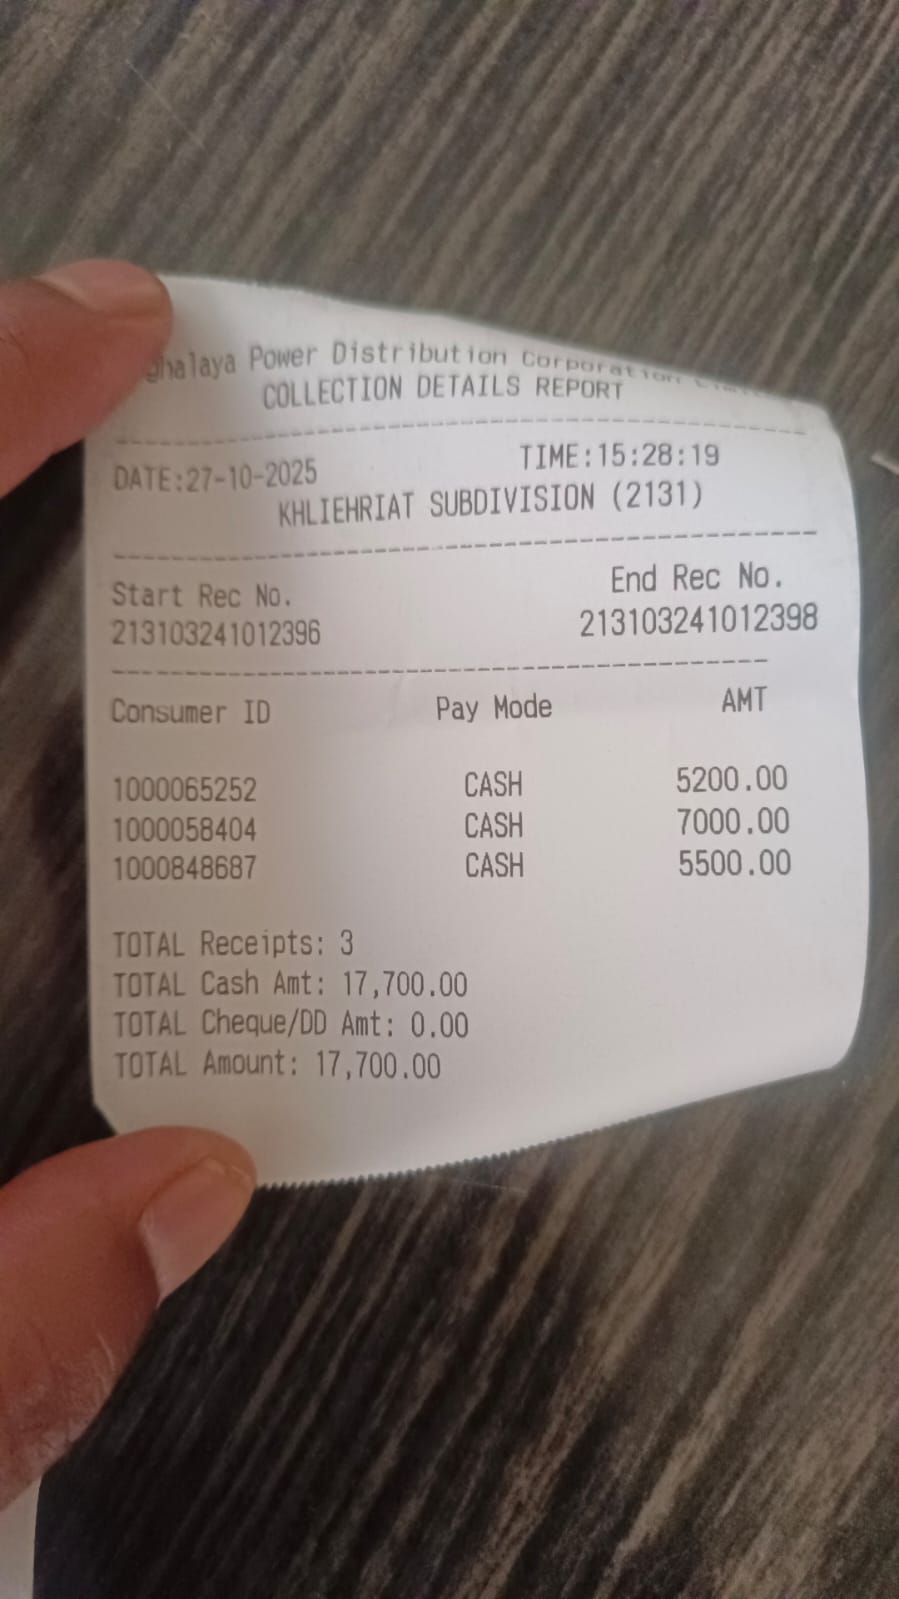 Power Distribution Corporation
COLLECTION DETAILS REPORT
DATE:27-10-2025 TIME:15:28:19
KHLIEHRIAT SUBDIVISION (2131)
Start Rec No. End Rec No.
213103241012396 213103241012398
Consumer ID Pay Mode AMT
1000065252 CASH 5200.00
1000058404 CASH 7000.00
1000848687 CASH 5500.00
TOTAL Receipts: 3
TOTAL Cash Amt: 17,700.00
TOTAL Cheque/DD Amt: 0.00
TOTAL Amount: 17,700.00